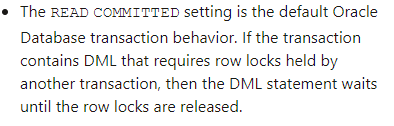 • The READ COMMITTED setting is the default Oracle
Database transaction behavior. If the transaction
contains DML that requires row locks held by
another transaction, then the DML statement waits
until the row locks are released.